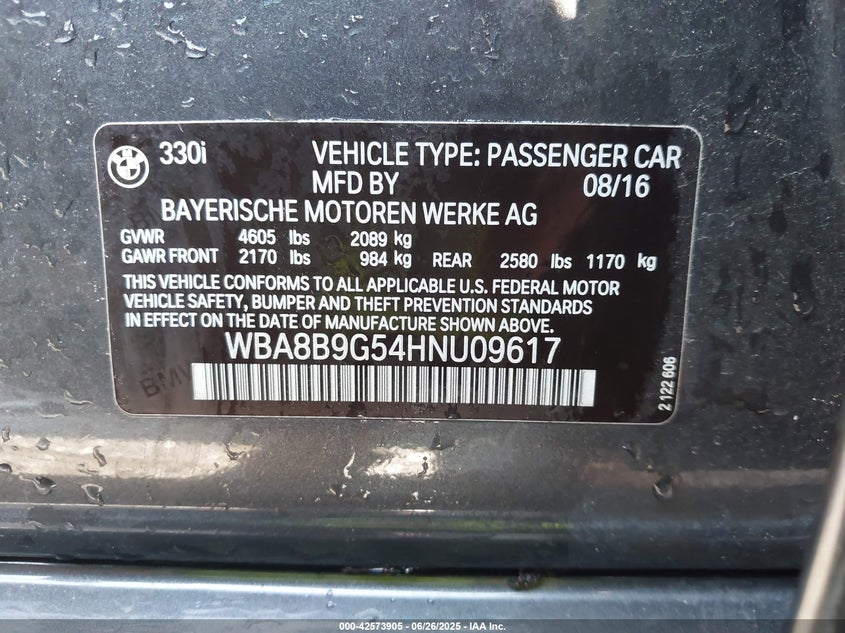 BMW
330i VEHICLE TYPE: PASSENGER CAR
MFD BY 08/16
BAYERISCHE MOTOREN WERKE AG
GVWR 4605 lbs 2089 kg
GAWR FRONT 2170 lbs 984 kg REAR 2580 lbs 1170 kg
THIS VEHICLE CONFORMS TO ALL APPLICABLE U.S. FEDERAL MOTOR
VEHICLE SAFETY, BUMPER AND THEFT PREVENTION STANDARDS
IN EFFECT ON THE DATE OF MANUFACTURE SHOWN ABOVE.
WBA8B9G54HNU09617
BMW
2 122 606
000-42573905 | 06/26/2025 - IAA Inc.